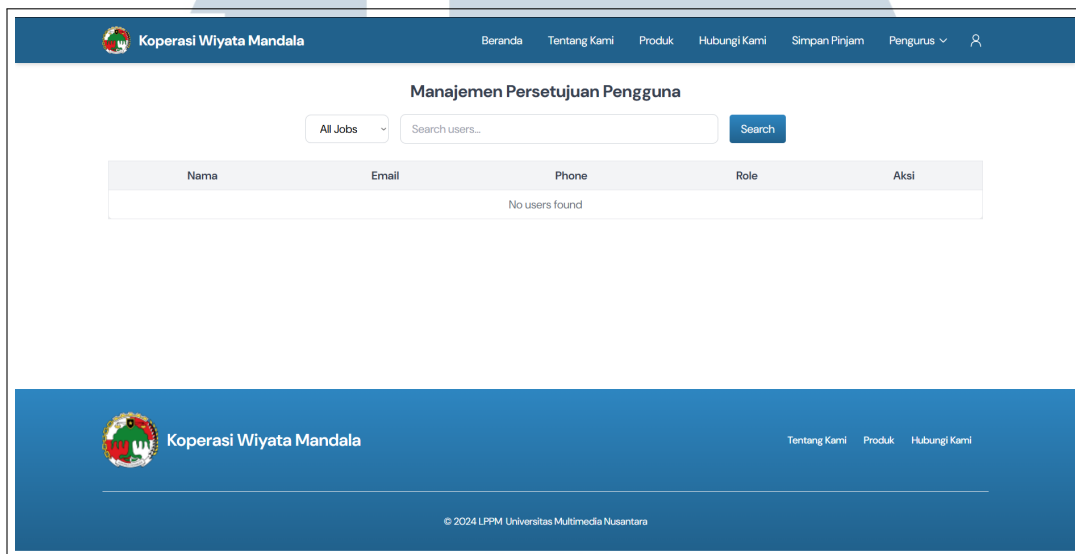 Koperasi Wiyata Mandala Beranda Tentang Kami Produk Hubungi Kami Simpan Pinjam Pengurus
Manajemen Persetujuan Pengguna
All Jobs Search users... Search
Nama Email Phone Role Aksi
No users found
Koperasi Wiyata Mandala Tentang Kami Produk Hubungi Kami
© 2024 LPPM Universitas Multimedia Nusantara